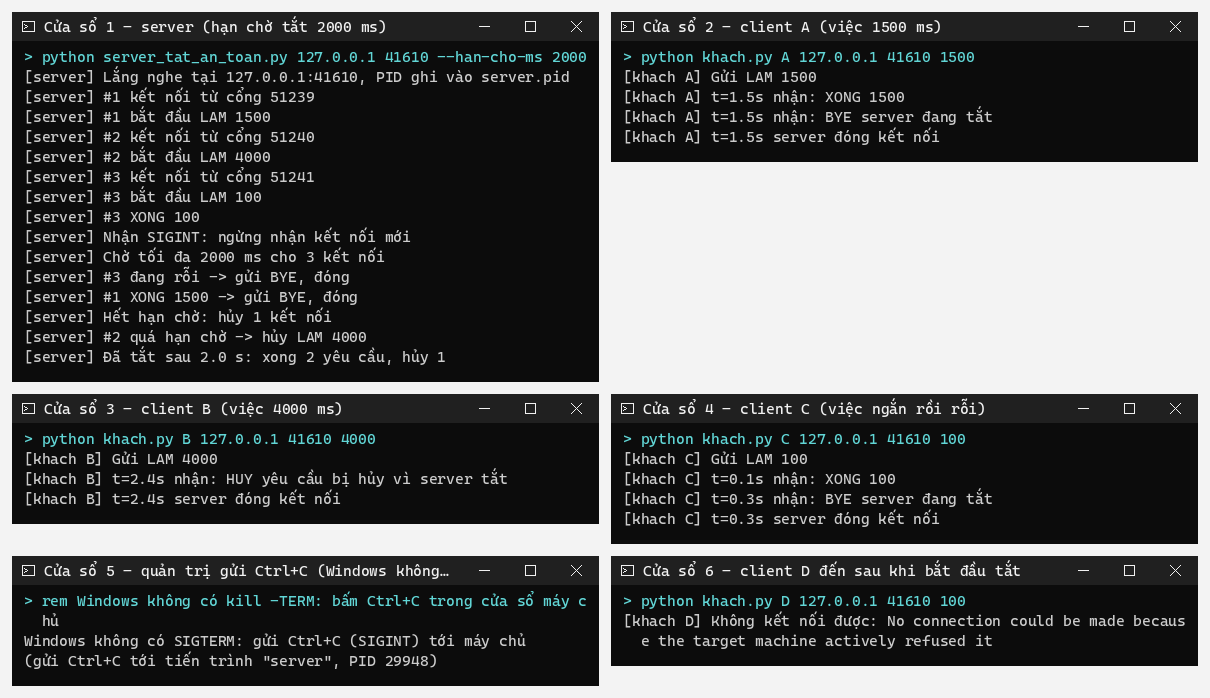 Cửa sổ 1 – server (hạn chờ tắt 2000 ms)
> python server_tat_an_toan.py 127.0.0.1 41610 --han-cho-ms 2000
[server] Lắng nghe tại 127.0.0.1:41610, PID ghi vào server.pid
[server] #1 kết nối từ cổng 51239
[server] #1 bắt đầu LAM 1500
[server] #2 kết nối từ cổng 51240
[server] #2 bắt đầu LAM 4000
[server] #3 kết nối từ cổng 51241
[server] #3 bắt đầu LAM 100
[server] #3 XONG 100
[server] Nhận SIGINT: ngừng nhận kết nối mới
[server] Chờ tối đa 2000 ms cho 3 kết nối
[server] #3 đang rỗi -> gửi BYE, đóng
[server] #1 XONG 1500 -> gửi BYE, đóng
[server] Hết hạn chờ: hủy 1 kết nối
[server] #2 quá hạn chờ -> hủy LAM 4000
[server] Đã tắt sau 2.0 s: xong 2 yêu cầu, hủy 1
Cửa sổ 2 – client A (việc 1500 ms)
> python khach.py A 127.0.0.1 41610 1500
[khach A] Gửi LAM 1500
[khach A] t=1.5s nhận: XONG 1500
[khach A] t=1.5s nhận: BYE server đang tắt
[khach A] t=1.5s server đóng kết nối
Cửa sổ 3 – client B (việc 4000 ms)
> python khach.py B 127.0.0.1 41610 4000
[khach B] Gửi LAM 4000
[khach B] t=2.4s nhận: HUY yêu cầu bị hủy vì server tắt
[khach B] t=2.4s server đóng kết nối
Cửa sổ 4 – client C (việc ngắn rồi rỗi)
> python khach.py C 127.0.0.1 41610 100
[khach C] Gửi LAM 100
[khach C] t=0.1s nhận: XONG 100
[khach C] t=0.3s nhận: BYE server đang tắt
[khach C] t=0.3s server đóng kết nối
Cửa sổ 5 – quản trị gửi Ctrl+C (Windows không…
> rem Windows không có kill -TERM: bấm Ctrl+C trong cửa sổ máy c
hủ
Windows không có SIGTERM: gửi Ctrl+C (SIGINT) tới máy chủ
(gửi Ctrl+C tới tiến trình "server", PID 29948)
Cửa sổ 6 – client D đến sau khi bắt đầu tắt
> python khach.py D 127.0.0.1 41610 100
[khach D] Không kết nối được: No connection could be made becaus
e the target machine actively refused it